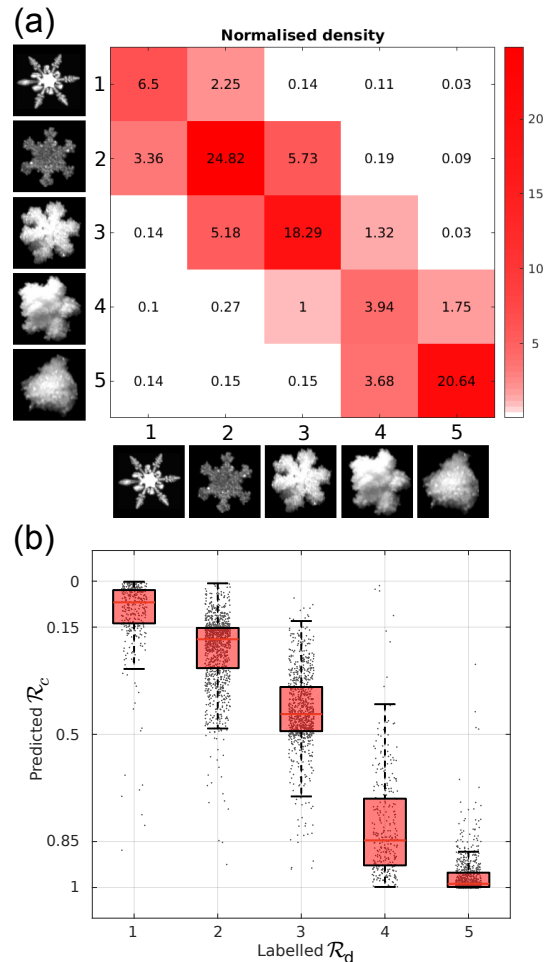 (a)
Normalised density
1 6.5 2.25 0.14 0.11 0.03
2 3.36 24.82 5.73 0.19 0.09
3 0.14 5.18 18.29 1.32 0.03
4 0.1 0.27 1 3.94 1.75
5 0.14 0.15 0.15 3.68 20.64
1 2 3 4 5
20
15
10
5
(b)
Predicted ℛc
0
0.15
0.5
0.85
1
1 2 3 4 5
Labelled ℛd